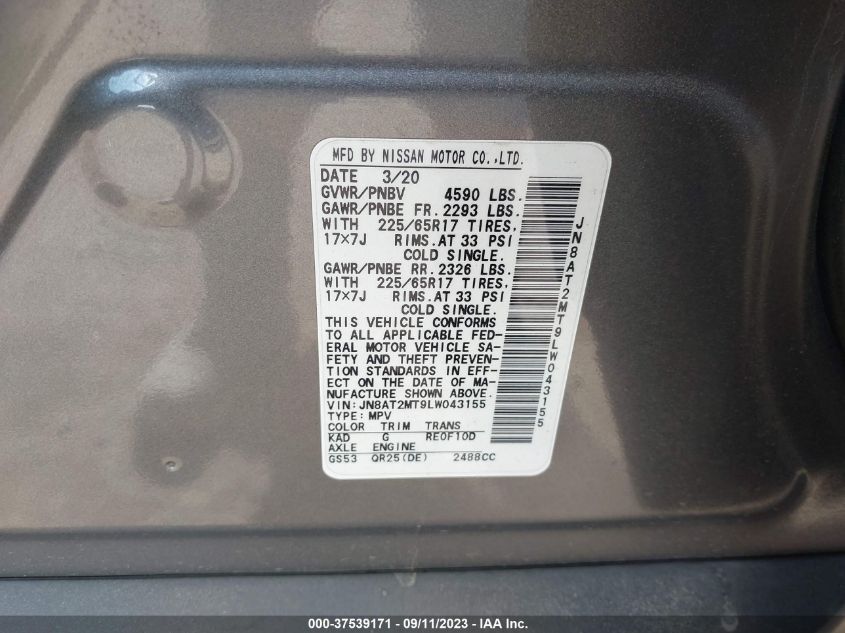 MFD BY NISSAN MOTOR CO.,LTD.
DATE 3/20
GVWR/PNBV 4590 LBS.
GAWR/PNBE FR. 2293 LBS.
WITH 225/65R17 TIRES,
17×7J RIMS. AT 33 PSI
COLD SINGLE.
GAWR/PNBE RR. 2326 LBS.
WITH 225/65R17 TIRES,
17×7J RIMS. AT 33 PSI
COLD SINGLE.
THIS VEHICLE CONFORMS
TO ALL APPLICABLE FED-
ERAL MOTOR VEHICLE SA-
FETY AND THEFT PREVEN-
TION STANDARDS IN EFF-
ECT ON THE DATE OF MA-
NUFACTURE SHOWN ABOVE.
VIN: JN8AT2MT9LW043155
TYPE: MPV
COLOR TRIM TRANS
KAD G RE0F10D
AXLE ENGINE
GS53 QR25(DE) 2488CC
JN8AT2MT9LW043155
000-37539171 - 09/11/2023 - IAA Inc.